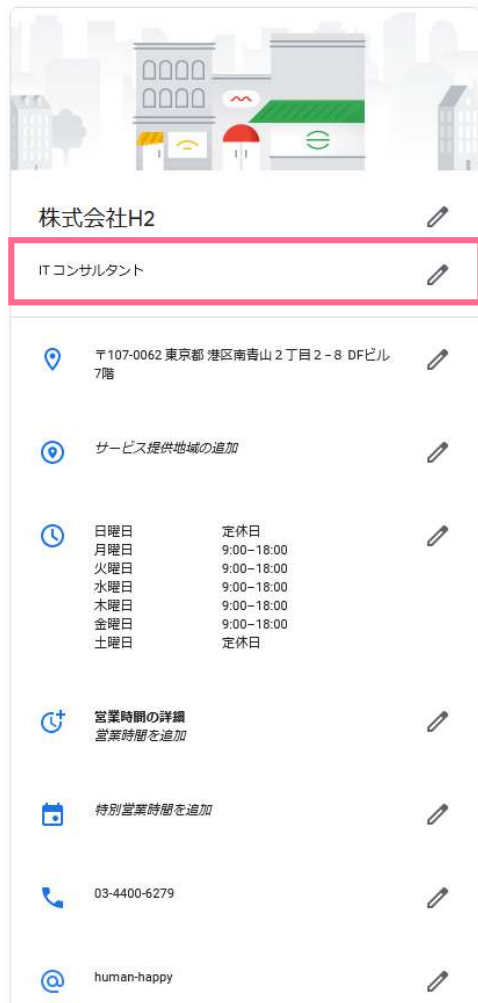 株式会社H2
IT コンサルタント
〒107-0062 東京都 港区南青山２丁目２−８ DFビル
7階
サービス提供地域の追加
日曜日 定休日
月曜日 9:00–18:00
火曜日 9:00–18:00
水曜日 9:00–18:00
木曜日 9:00–18:00
金曜日 9:00–18:00
土曜日 定休日
営業時間の詳細
営業時間を追加
特別営業時間を追加
03-4400-6279
human-happy